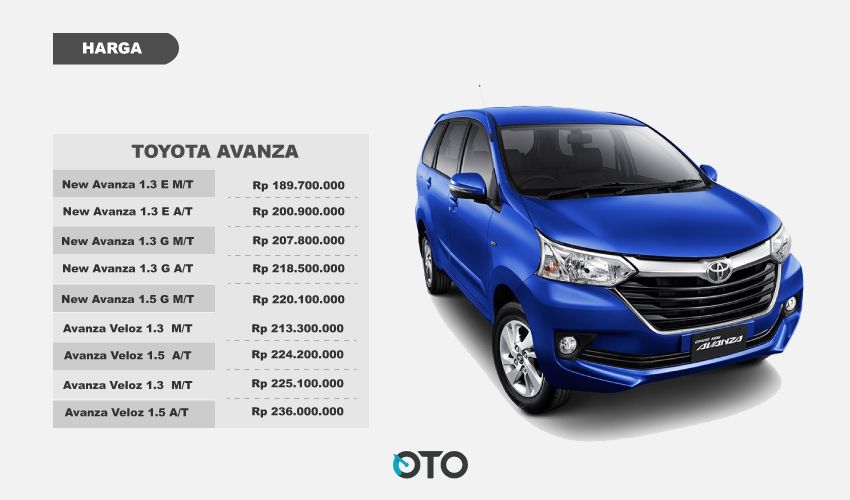 HARGA
TOYOTA AVANZA
New Avanza 1.3 E M/T Rp 189.700.000
New Avanza 1.3 E A/T Rp 200.900.000
New Avanza 1.3 G M/T Rp 207.800.000
New Avanza 1.3 G A/T Rp 218.500.000
New Avanza 1.5 G M/T Rp 220.100.000
Avanza Veloz 1.3 M/T Rp 213.300.000
Avanza Veloz 1.5 A/T Rp 224.200.000
Avanza Veloz 1.3 M/T Rp 225.100.000
Avanza Veloz 1.5 A/T Rp 236.000.000
GRAND NEW
AVANZA
OTO